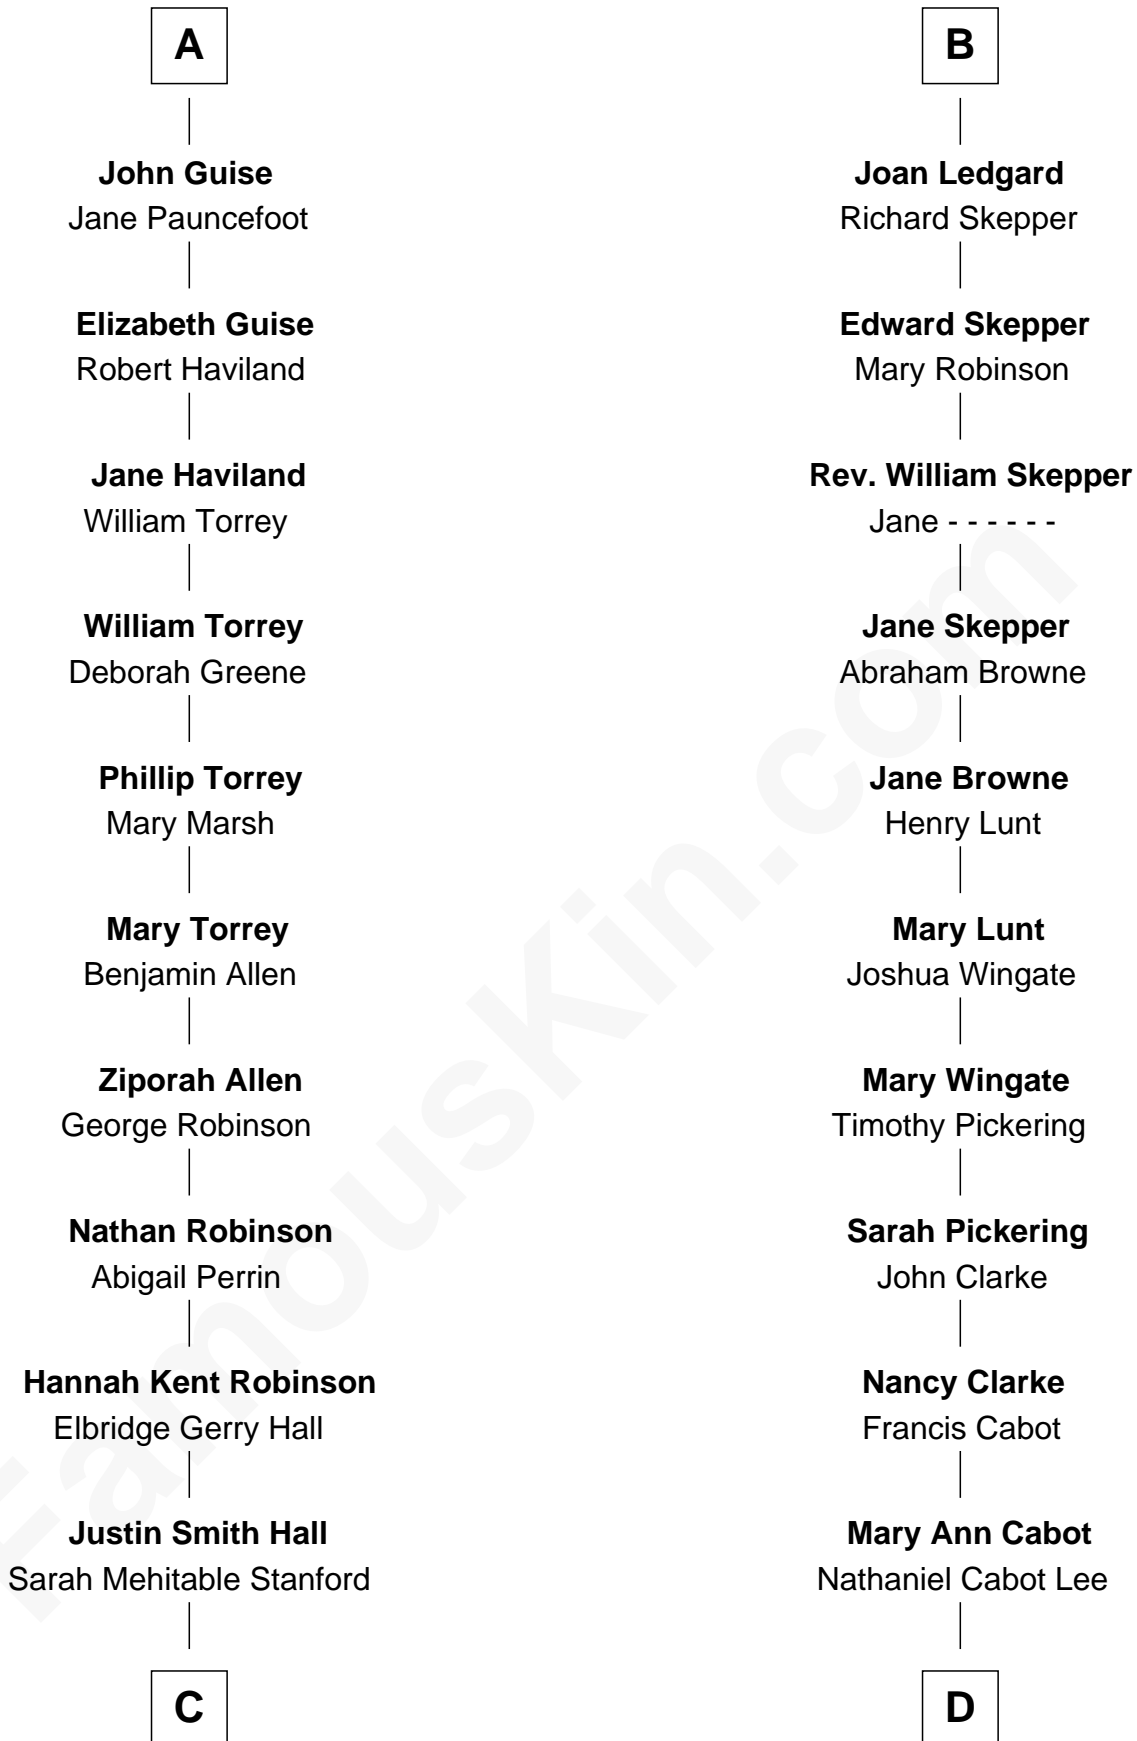 A
John Guise
Jane Pauncefoot
Elizabeth Guise
Robert Haviland
Jane Haviland
William Torrey
William Torrey
Deborah Greene
Phillip Torrey
Mary Marsh
Mary Torrey
Benjamin Allen
Ziporah Allen
George Robinson
Nathan Robinson
Abigail Perrin
Hannah Kent Robinson
Elbridge Gerry Hall
Justin Smith Hall
Sarah Mehitable Stanford
C
B
Joan Ledgard
Richard Skepper
Edward Skepper
Mary Robinson
Rev. William Skepper
Jane - - - - - -
Jane Skepper
Abraham Browne
Jane Browne
Henry Lunt
Mary Lunt
Joshua Wingate
Mary Wingate
Timothy Pickering
Sarah Pickering
John Clarke
Nancy Clarke
Francis Cabot
Mary Ann Cabot
Nathaniel Cabot Lee
D
FamousKin.com